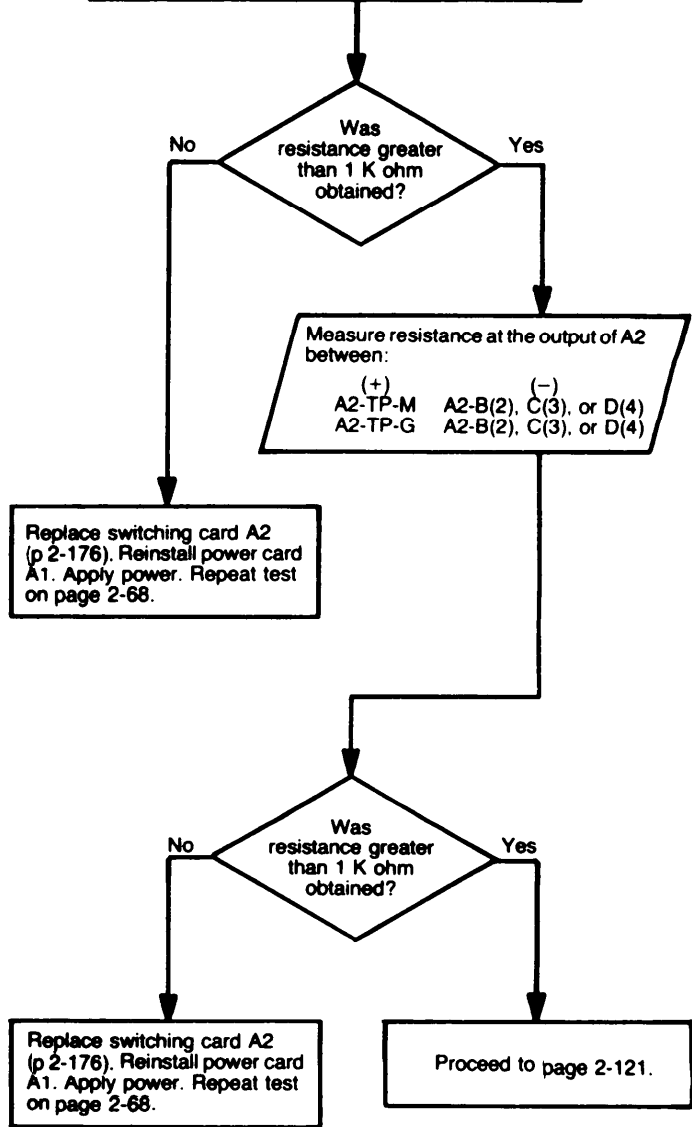 No
Yes
Was
resistance greater
than 1 K ohm
obtained?
Measure resistance at the output of A2
between:
(+) (−)
A2-TP-M A2-B(2), C(3), or D(4)
A2-TP-G A2-B(2), C(3), or D(4)
Replace switching card A2
(p 2-176). Reinstall power card
A1. Apply power. Repeat test
on page 2-68.
No
Yes
Was
resistance greater
than 1 K ohm
obtained?
Replace switching card A2
(p 2-176). Reinstall power card
A1. Apply power. Repeat test
on page 2-68.
Proceed to page 2-121.